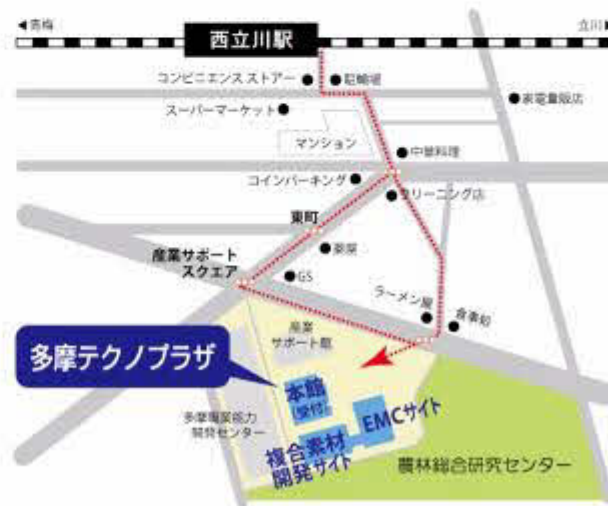 ◀青梅
西立川駅
立川▶
コンビニエンス ストアー
駐輪場
家電量販店
スーパーマーケット
マンション
中華料理
コインパーキング
クリーニング店
東町
薬局
産業サポート
スクエア
GS
ラーメン屋
食事処
産業
サポート館
多摩テクノプラザ
本館
(受付)
EMCサイト
多摩職業能力
開発センター
複合素材
開発サイト
農林総合研究センター